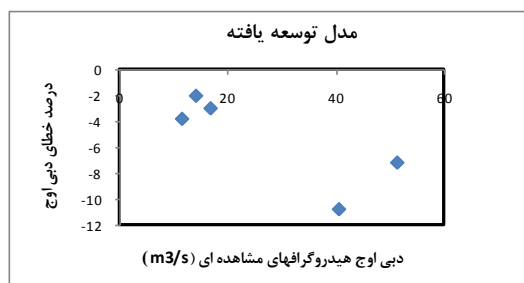 مدل توسعه یافته
0
-2
-4
-6
-8
-10
-12
0 20 40 60
درصد خطای دبی اوج
دبی اوج هیدروگرافهای مشاهده ای (m3/s)